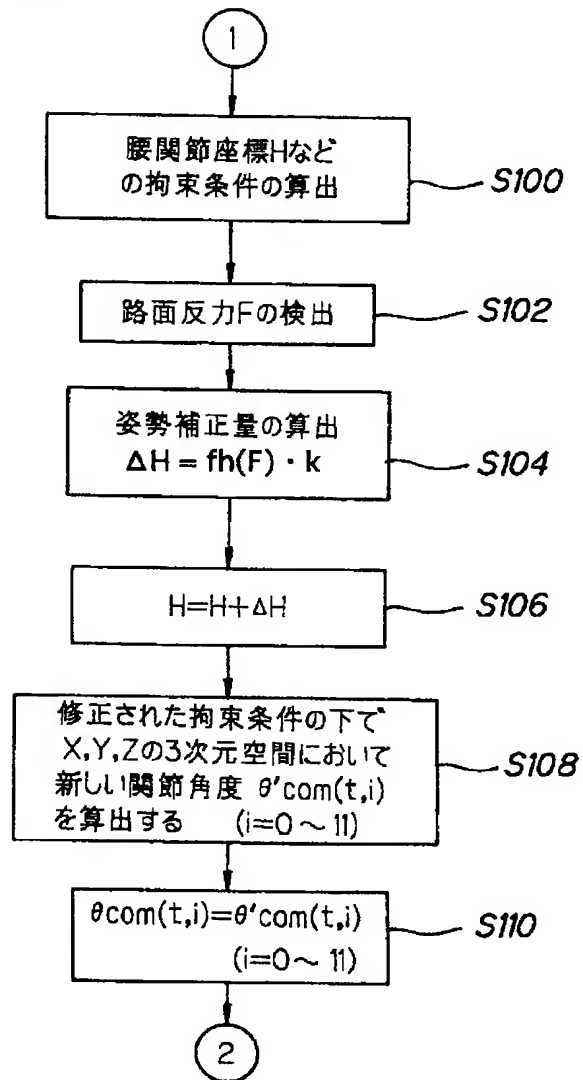 1
腰関節座標Hなど
の拘束条件の算出
S100
路面反力Fの検出
S102
姿勢補正量の算出
ΔH = fh(F)・k
S104
H=H+ΔH
S106
修正された拘束条件の下で
X,Y,Zの3次元空間において
新しい関節角度 θ'com(t,i)
を算出する (i=0～11)
S108
θcom(t,i)=θ'com(t,i)
(i=0～11)
S110
2